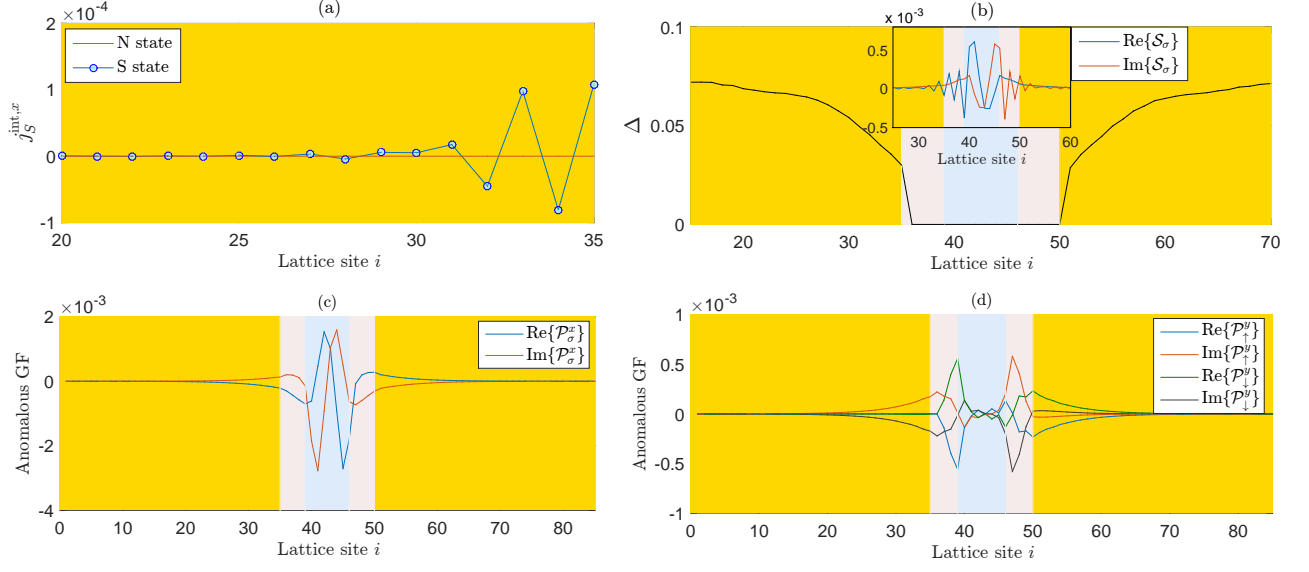 (a)
2 ×10⁻⁴
1
0
-1
j_S^{int,x}
N state
S state
20 25 30 35
Lattice site i
(b)
0.1
0.05
0
Δ
x 10⁻³
0.5
0
-0.5
30 40 50 60
Lattice site i
Re{S_σ}
Im{S_σ}
20 30 40 50 60 70
Lattice site i
(c)
×10⁻³
2
0
-2
-4
Anomalous GF
Re{P_σ^x}
Im{P_σ^x}
0 10 20 30 40 50 60 70 80
Lattice site i
(d)
×10⁻³
1
0.5
0
-0.5
-1
Anomalous GF
Re{P_↑^y}
Im{P_↑^y}
Re{P_↓^y}
Im{P_↓^y}
0 10 20 30 40 50 60 70 80
Lattice site i